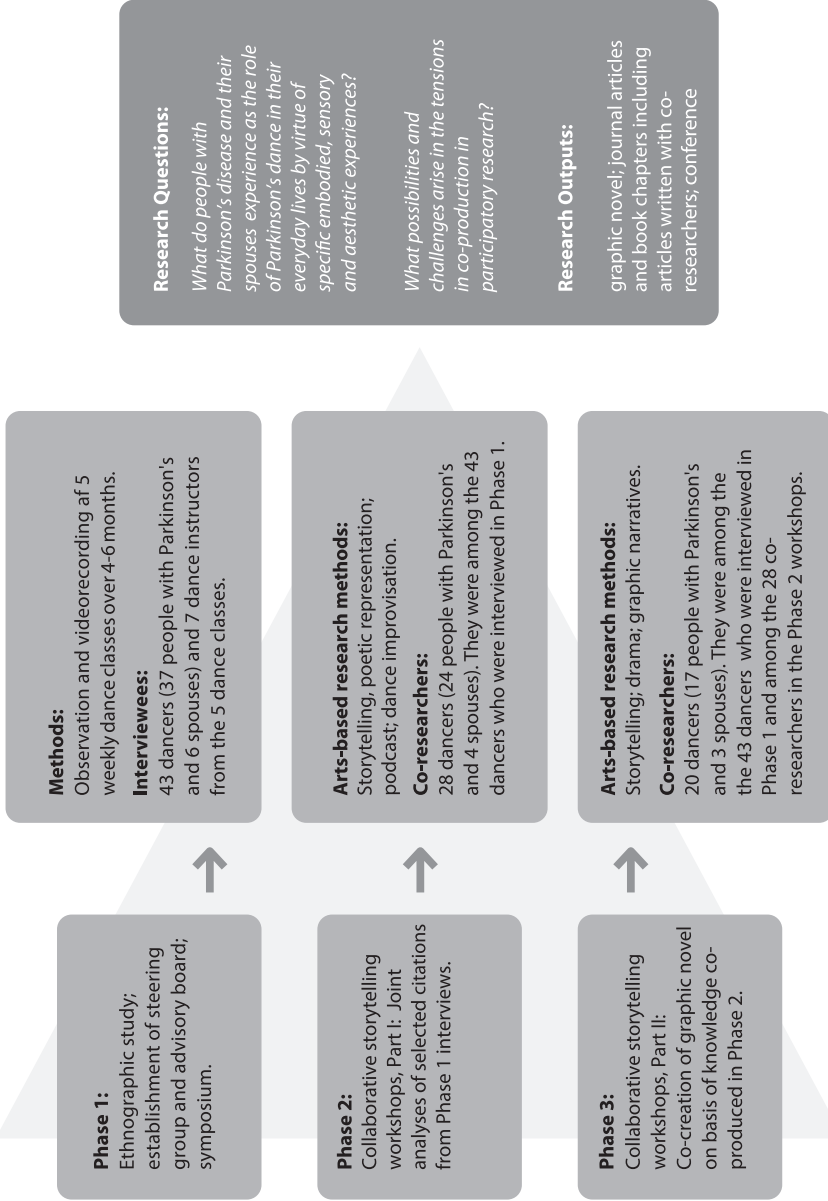 Phase 1:
Ethnographic study;
establishment of steering
group and advisory board;
symposium.
Methods:
Observation and videorecording af 5
weekly dance classes over 4-6 months.
Interviewees:
43 dancers (37 people with Parkinson's
and 6 spouses) and 7 dance instructors
from the 5 dance classes.
Phase 2:
Collaborative storytelling
workshops, Part I: Joint
analyses of selected citations
from Phase 1 interviews.
Arts-based research methods:
Storytelling, poetic representation;
podcast; dance improvisation.
Co-researchers:
28 dancers (24 people with Parkinson's
and 4 spouses). They were among the 43
dancers who were interviewed in Phase 1.
Phase 3:
Collaborative storytelling
workshops, Part II:
Co-creation of graphic novel
on basis of knowledge co-
produced in Phase 2.
Arts-based research methods:
Storytelling; drama; graphic narratives.
Co-researchers:
20 dancers (17 people with Parkinson's
and 3 spouses). They were among the
the 43 dancers who were interviewed in
Phase 1 and among the 28 co-
researchers in the Phase 2 workshops.
Research Questions:
What do people with
Parkinson's disease and their
spouses experience as the role
of Parkinson's dance in their
everyday lives by virtue of
specific embodied, sensory
and aesthetic experiences?
What possibilities and
challenges arise in the tensions
in co-production in
participatory research?
Research Outputs:
graphic novel; journal articles
and book chapters including
articles written with co-
researchers; conference